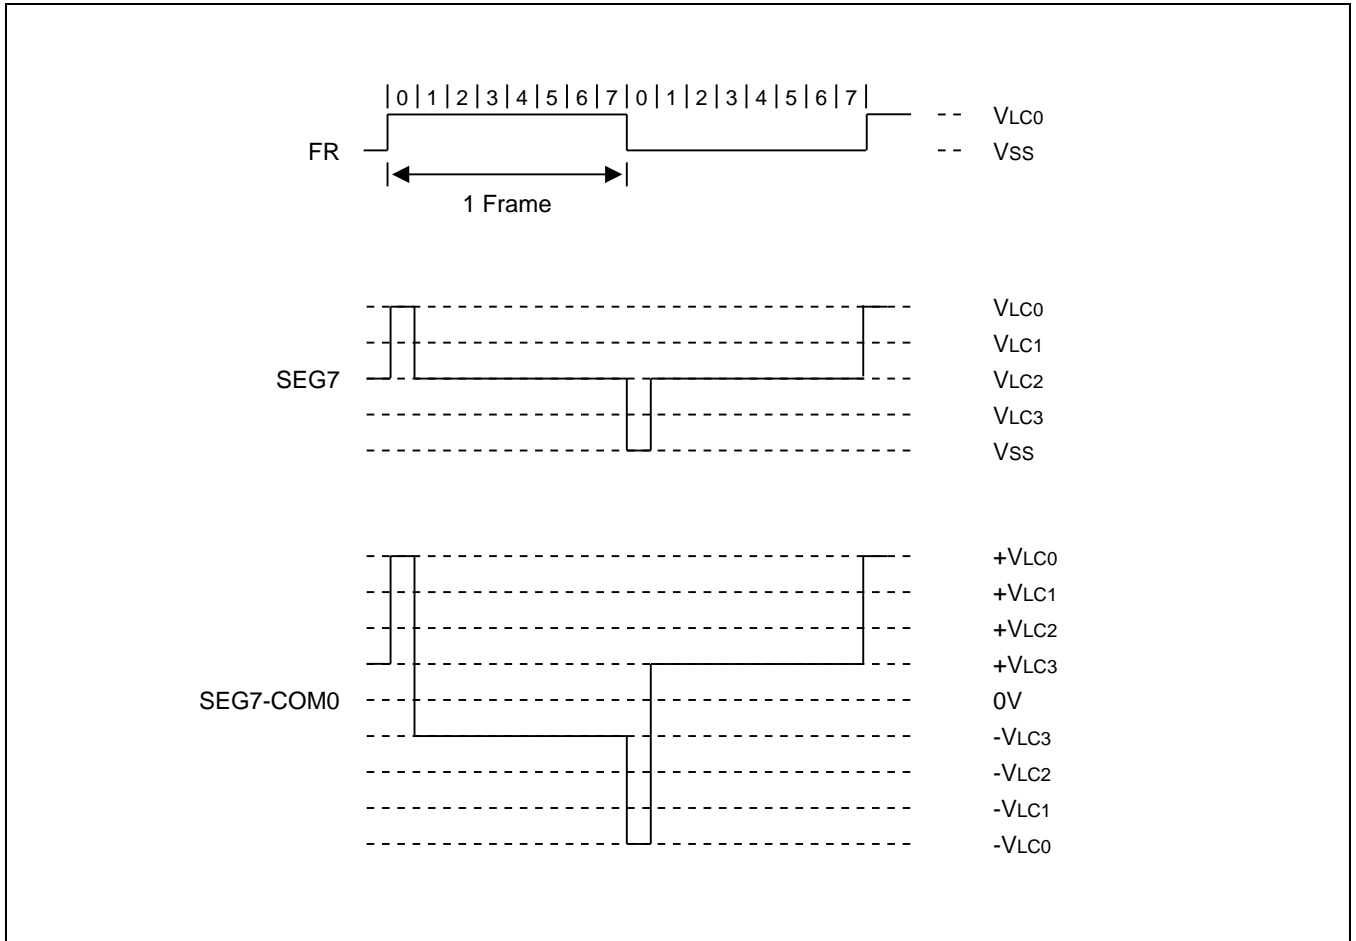 |0|1|2|3|4|5|6|7|0|1|2|3|4|5|6|7|
VLC0
FR
VSS
1 Frame
VLC0
VLC1
SEG7
VLC2
VLC3
VSS
+VLC0
+VLC1
+VLC2
+VLC3
SEG7-COM0
0V
-VLC3
-VLC2
-VLC1
-VLC0